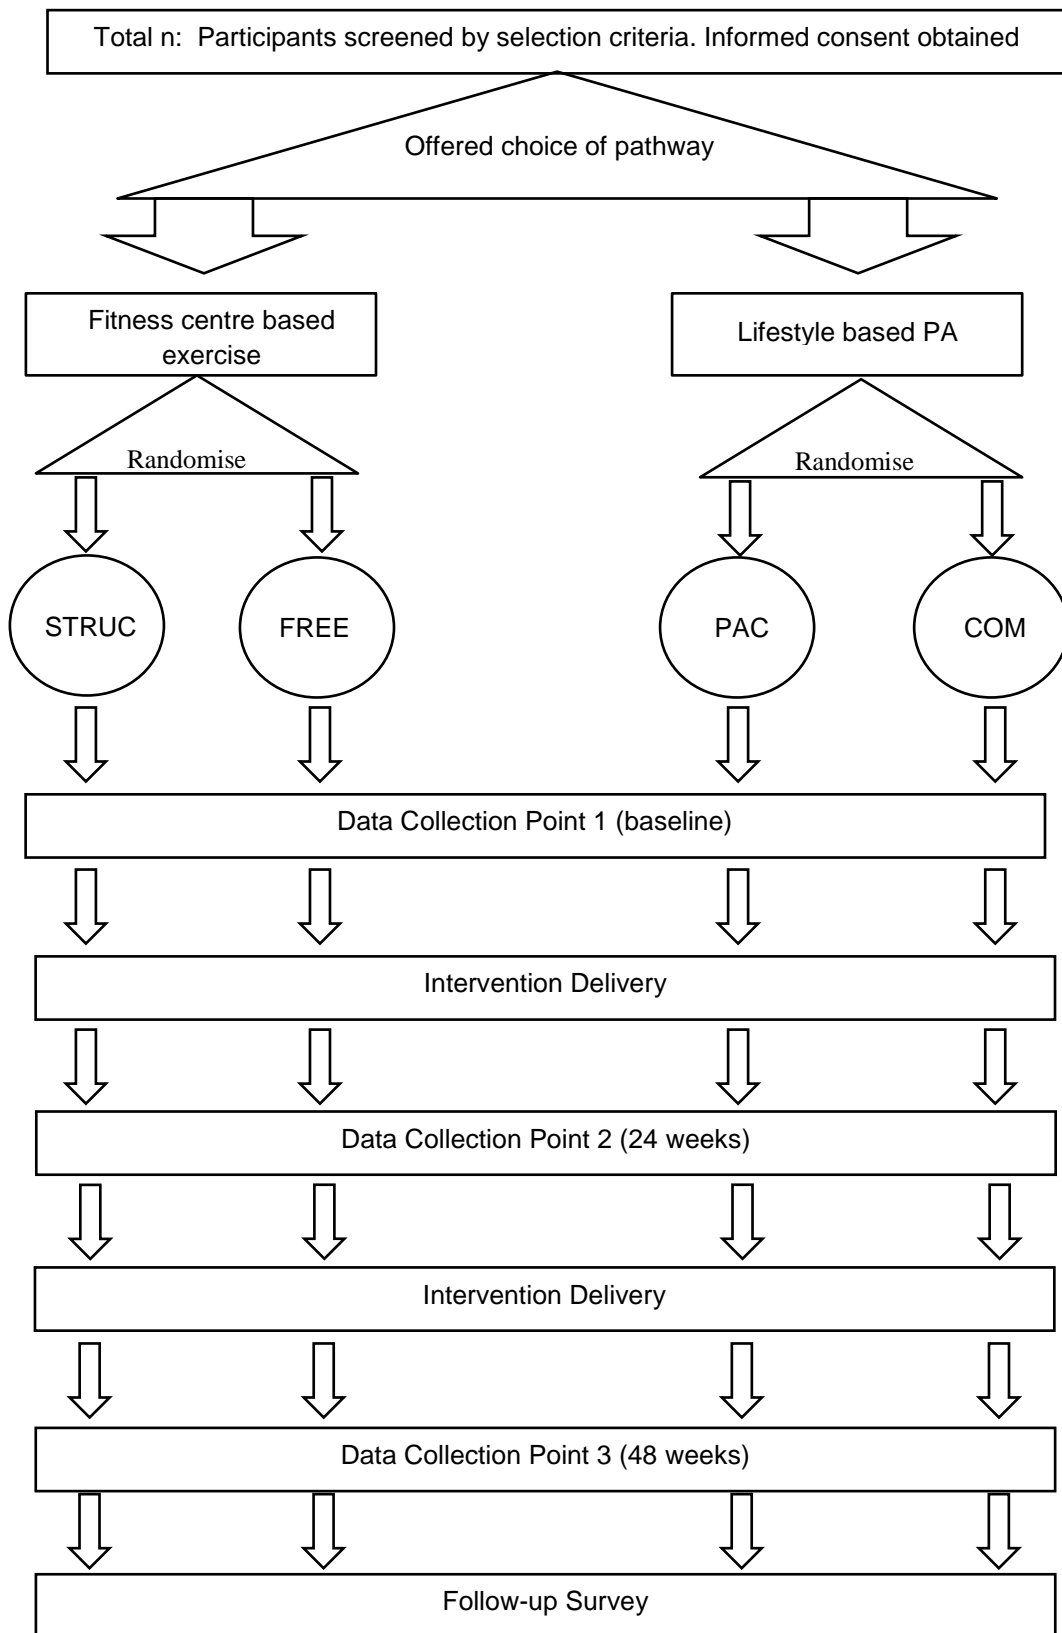 Total n:  Participants screened by selection criteria. Informed consent obtained
Offered choice of pathway
Fitness centre based
exercise
Lifestyle based PA
Randomise
Randomise
STRUC
FREE
PAC
COM
Data Collection Point 1 (baseline)
Intervention Delivery
Data Collection Point 2 (24 weeks)
Intervention Delivery
Data Collection Point 3 (48 weeks)
Follow-up Survey